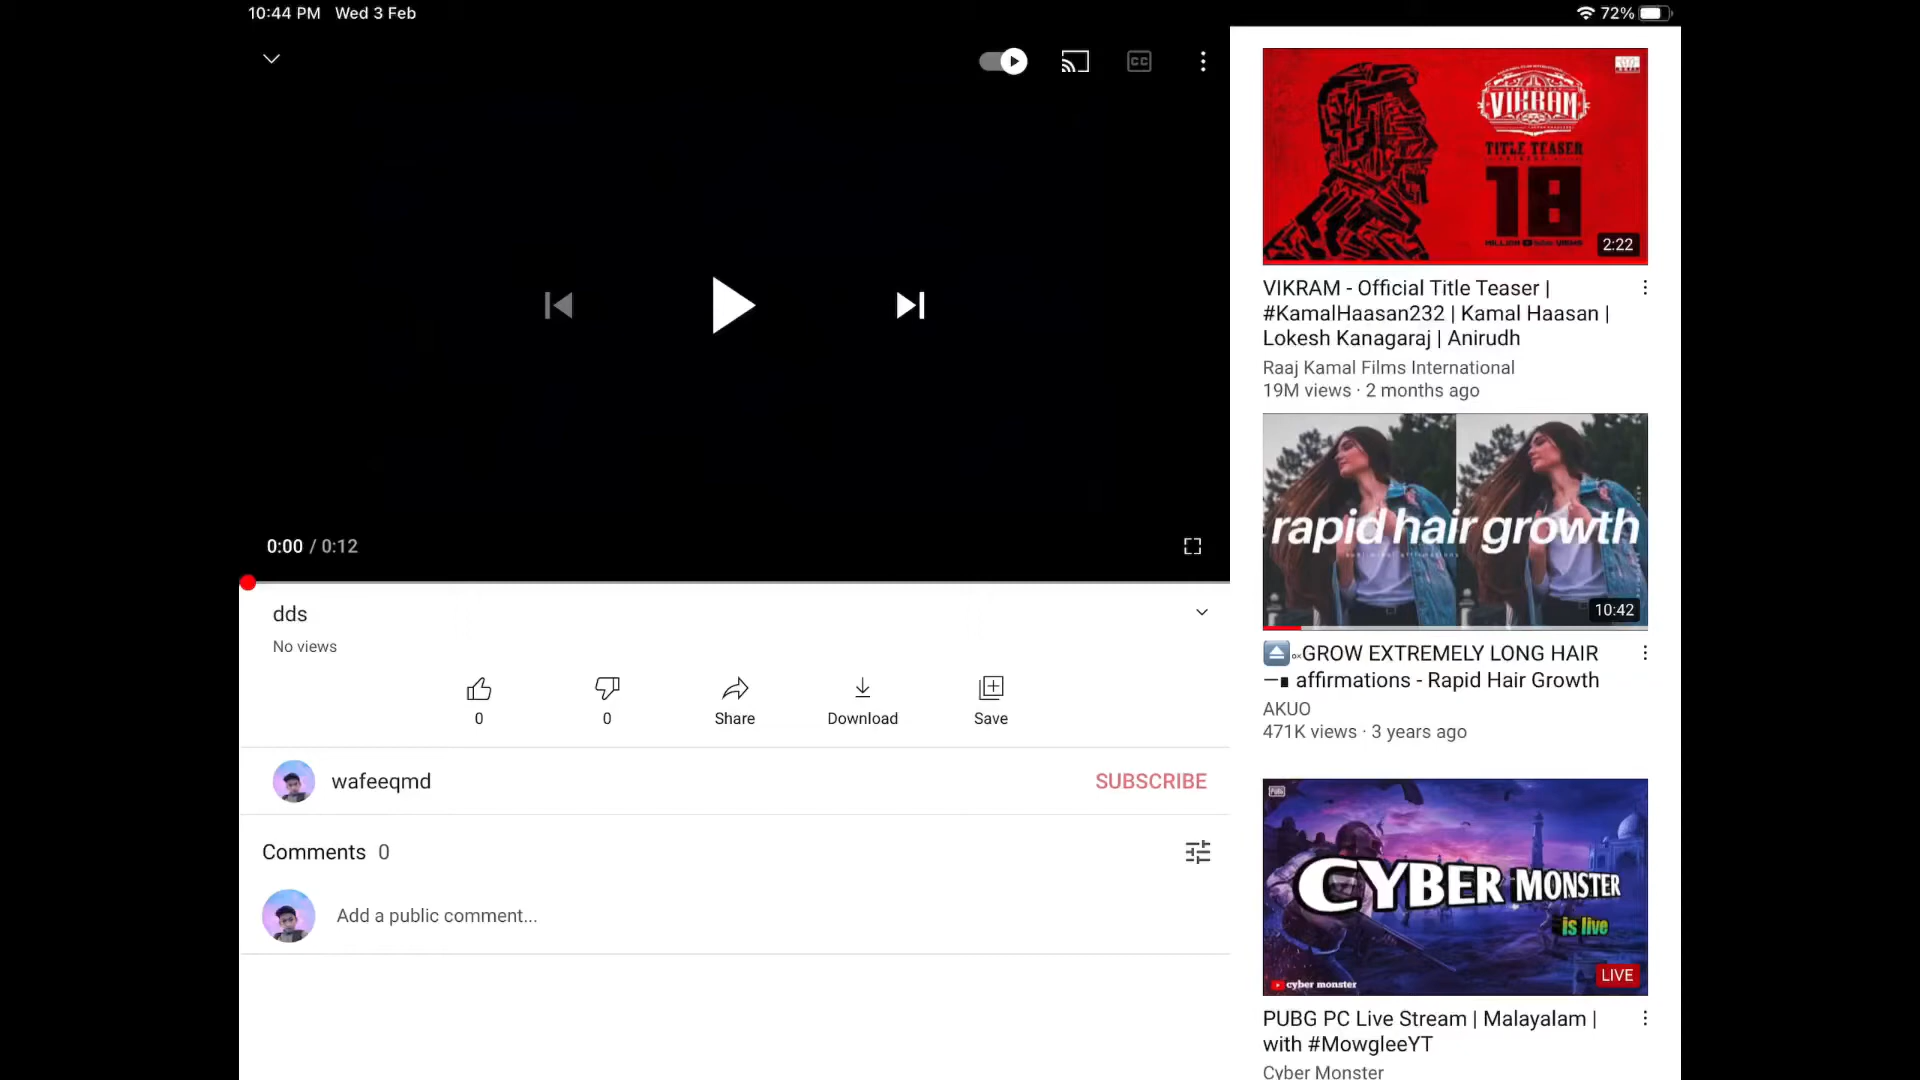 10:44 PM Wed 3 Feb
72%
CC
0:00 / 0:12
dds
No views
0
0
Share
Download
Save
wafeeqmd
SUBSCRIBE
Comments 0
Add a public comment...
VIKRAM
TITLE TEASER
18
2:22
VIKRAM - Official Title Teaser |
#KamalHaasan232 | Kamal Haasan |
Lokesh Kanagaraj | Anirudh
Raaj Kamal Films International
19M views · 2 months ago
rapid hair growth
subliminal affirmations
10:42
GROW EXTREMELY LONG HAIR
affirmations - Rapid Hair Growth
AKUO
471K views · 3 years ago
CYBER MONSTER
is live
LIVE
cyber monster
PUBG PC Live Stream | Malayalam |
with #MowgleeYT
Cyber Monster